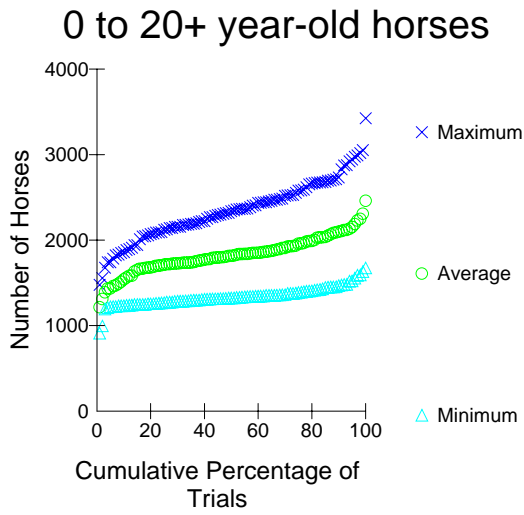 0 to 20+ year-old horses
4000
3000
2000
1000
0
Number of Horses
0 20 40 60 80 100
Cumulative Percentage of
Trials
Maximum
Average
Minimum